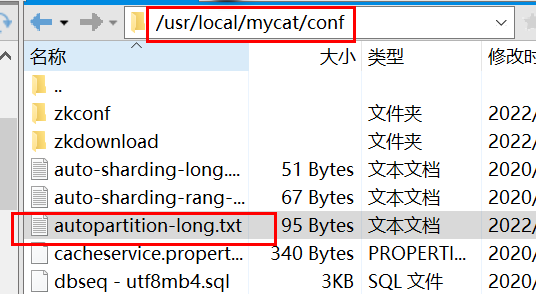 /usr/local/mycat/conf
名称 大小 类型 修改时
..
zkconf 文件夹 2022/
zkdownload 文件夹 2022/
auto-sharding-long.... 51 Bytes 文本文档 2020/
auto-sharding-rang-... 67 Bytes 文本文档 2020/
autopartition-long.txt 95 Bytes 文本文档 2022/
cacheservice.propert... 340 Bytes PROPERTI... 2020/
dbseq - utf8mb4.sql 3KB SQL 文件 2020/